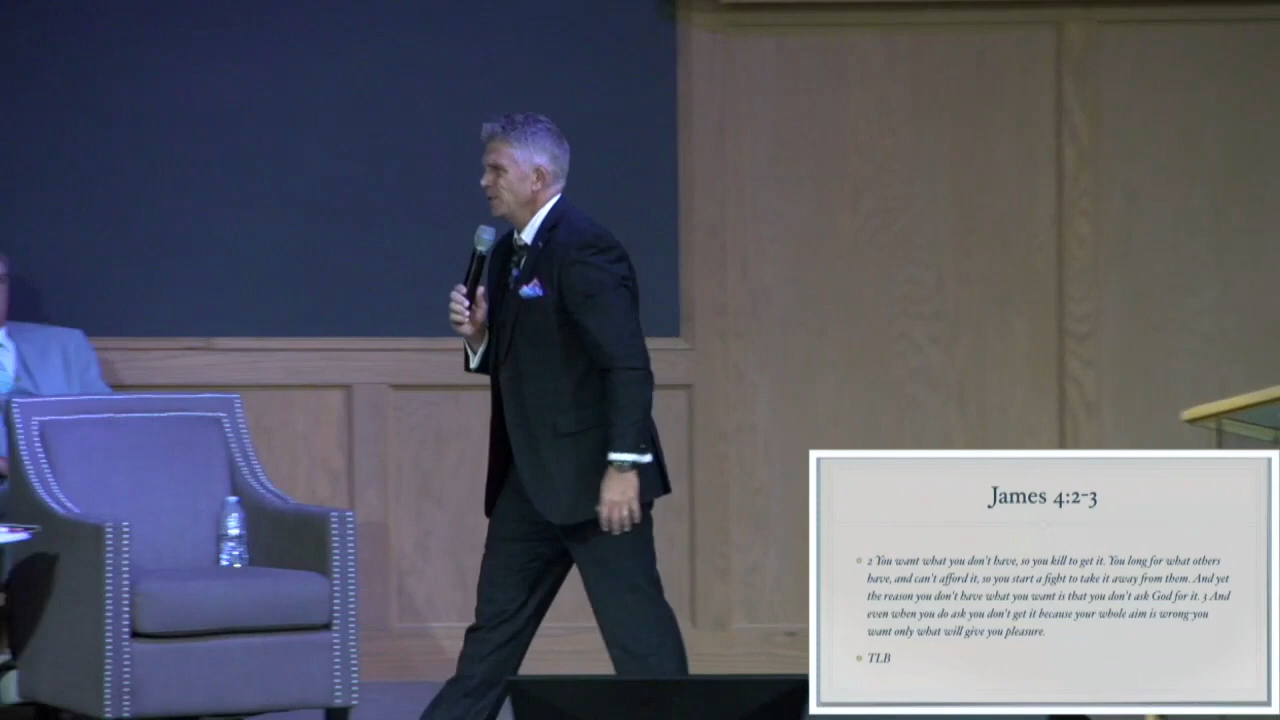 James 4:2-3
2 You want what you don't have, so you kill to get it. You long for what others
have, and can't afford it, so you start a fight to take it away from them. And yet
the reason you don't have what you want is that you don't ask God for it. 3 And
even when you do ask you don't get it because your whole aim is wrong-you
want only what will give you pleasure.
TLB